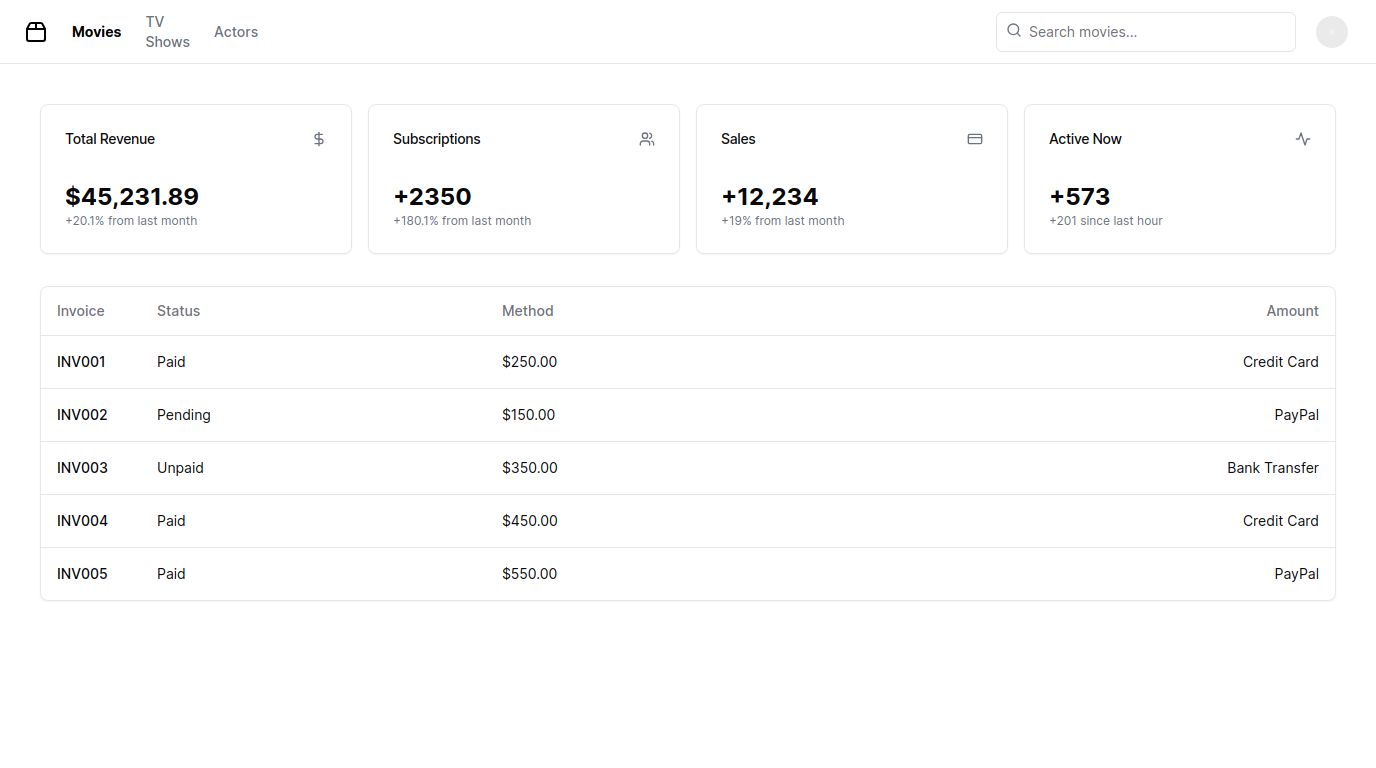 Movies
TV
Shows
Actors
Search movies...
Total Revenue
$45,231.89
+20.1% from last month
Subscriptions
+2350
+180.1% from last month
Sales
+12,234
+19% from last month
Active Now
+573
+201 since last hour
Invoice Status Method Amount
INV001 Paid $250.00 Credit Card
INV002 Pending $150.00 PayPal
INV003 Unpaid $350.00 Bank Transfer
INV004 Paid $450.00 Credit Card
INV005 Paid $550.00 PayPal